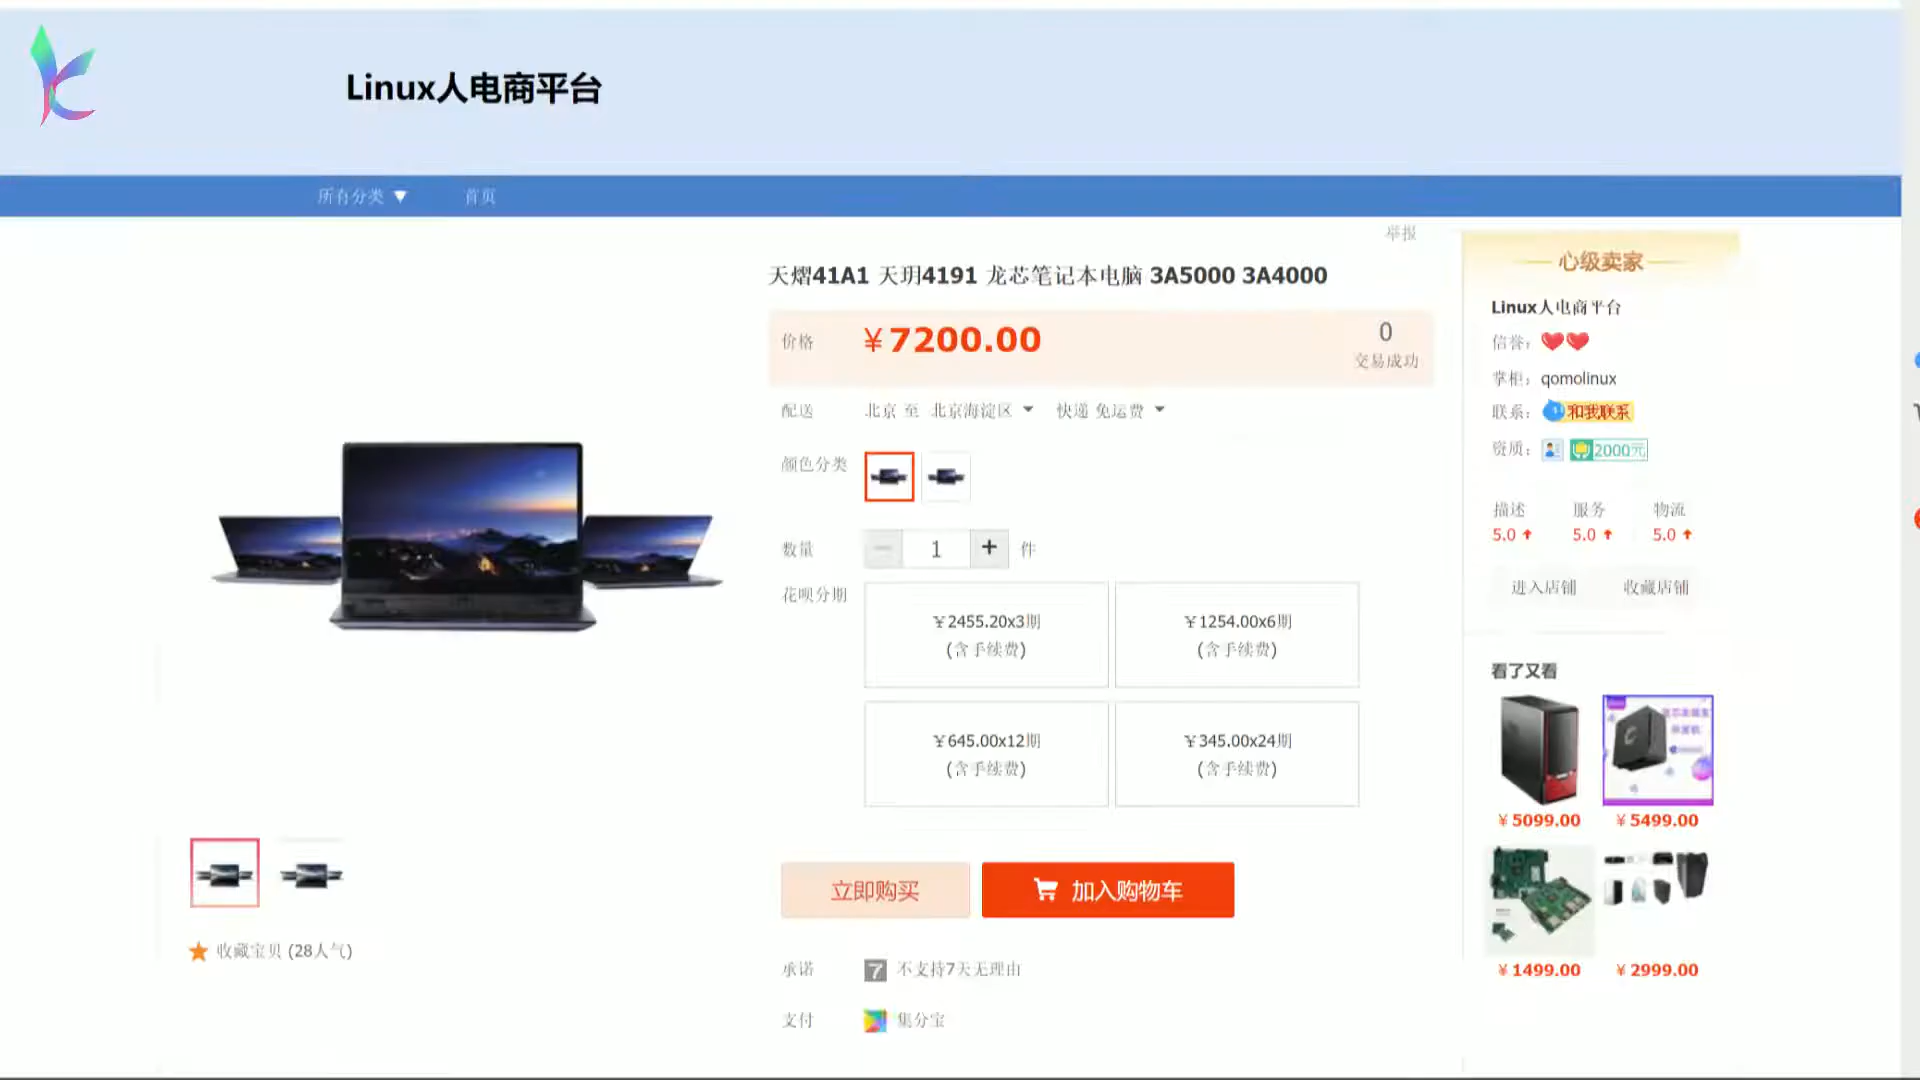 Linux人电商平台
所有分类 ▼ 首页
举报
天熠41A1 天玥4191 龙芯笔记本电脑 3A5000 3A4000
价格 ¥7200.00
0
交易成功
配送 北京 至 北京海淀区 快递 免运费
颜色分类
数量 1 + 件
花呗分期
¥2455.20x3期
(含手续费)
¥1254.00x6期
(含手续费)
¥645.00x12期
(含手续费)
¥345.00x24期
(含手续费)
立即购买 加入购物车
收藏宝贝 (28人气)
承诺 7 不支持7天无理由
支付 集分宝
心级卖家
Linux人电商平台
信誉:
掌柜: qomolinux
联系: 和我联系
资质: 2000元
描述 服务 物流
5.0 5.0 5.0
进入店铺 收藏店铺
看了又看
¥5099.00 ¥5499.00
¥1499.00 ¥2999.00